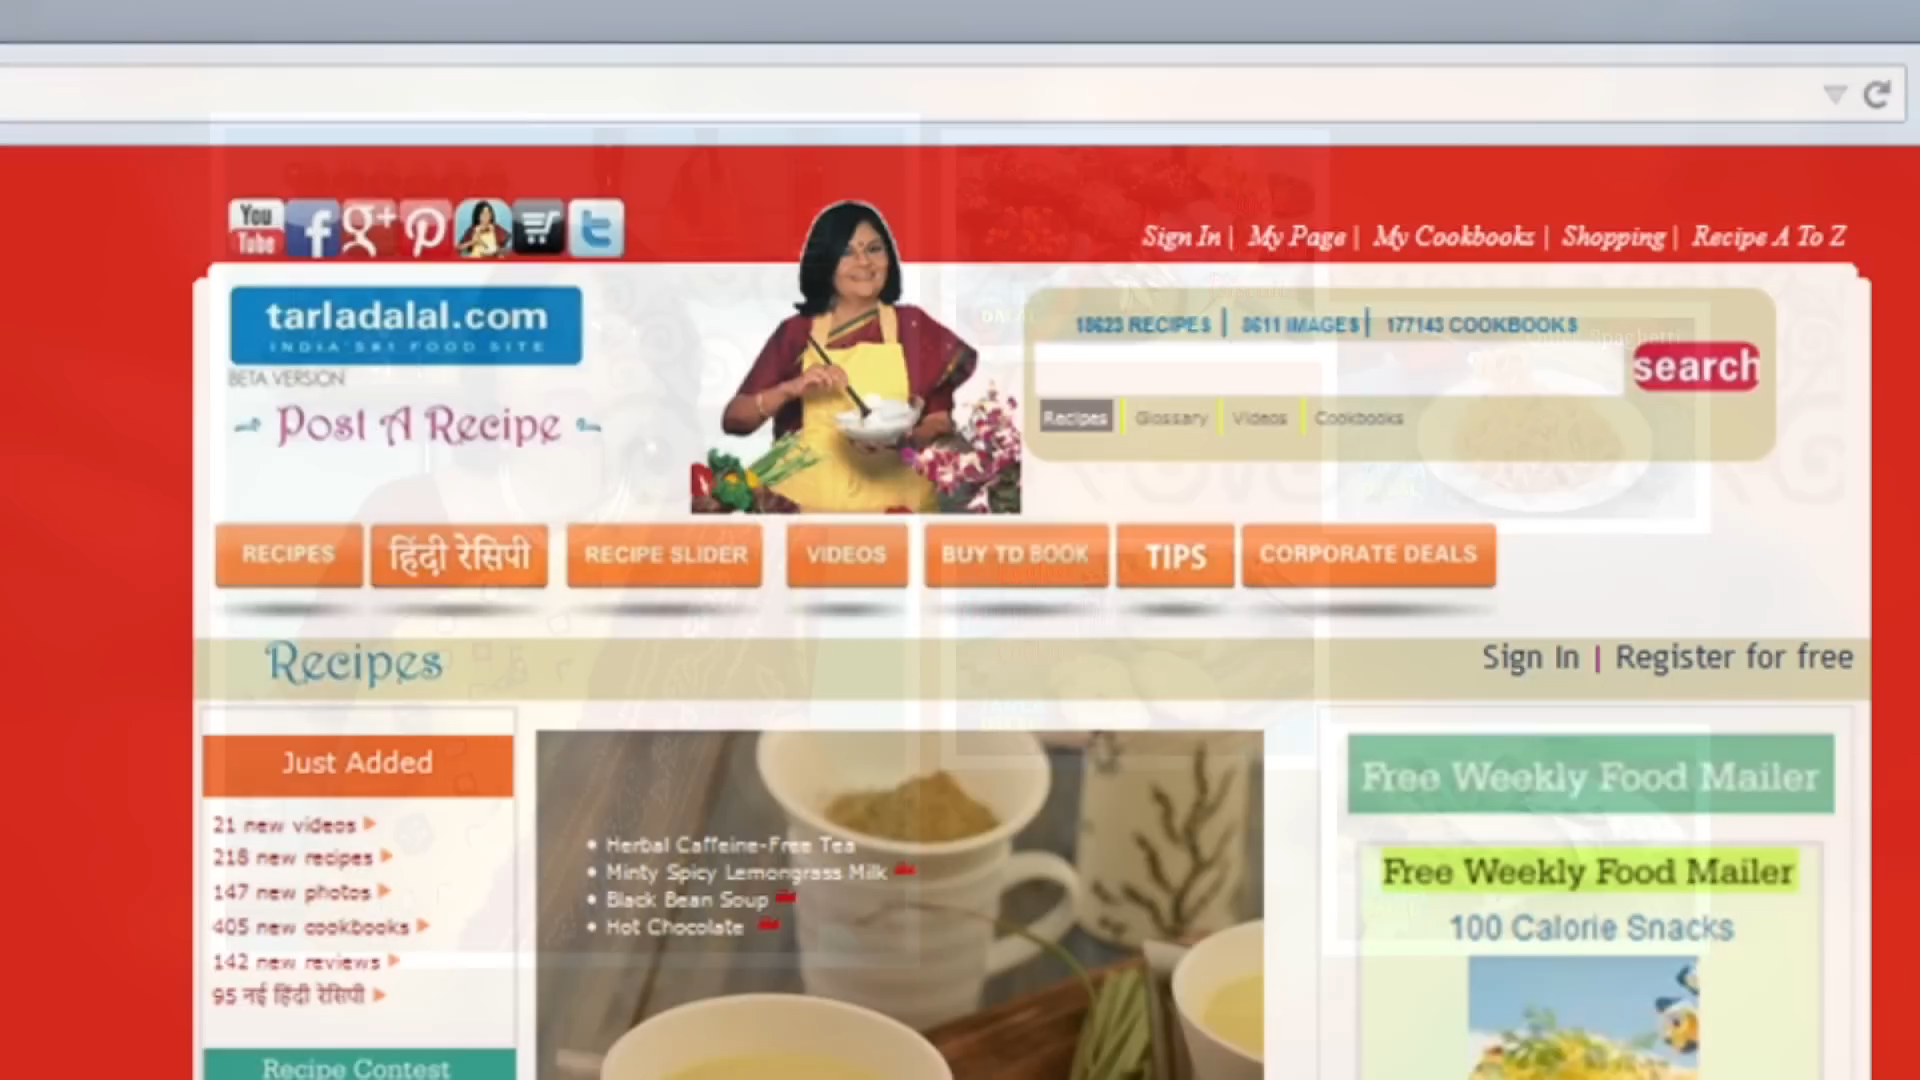 You
Tube
Sign In | My Page | My Cookbooks | Shopping | Recipe A To Z
tarladalal.com
INDIA'S #1 FOOD SITE
BETA VERSION
Post A Recipe
18623 RECIPES | 8611 IMAGES | 177143 COOKBOOKS
search
Recipes Glossary Videos Cookbooks
RECIPES हिंदी रेसिपी RECIPE SLIDER VIDEOS BUY TD BOOK TIPS CORPORATE DEALS
Recipes
Sign In | Register for free
Just Added
21 new videos
218 new recipes
147 new photos
405 new cookbooks
142 new reviews
95 नई हिंदी रेसिपी
Recipe Contest
• Herbal Caffeine-Free Tea
• Minty Spicy Lemongrass Milk
• Black Bean Soup
• Hot Chocolate
Free Weekly Food Mailer
Free Weekly Food Mailer
100 Calorie Snacks